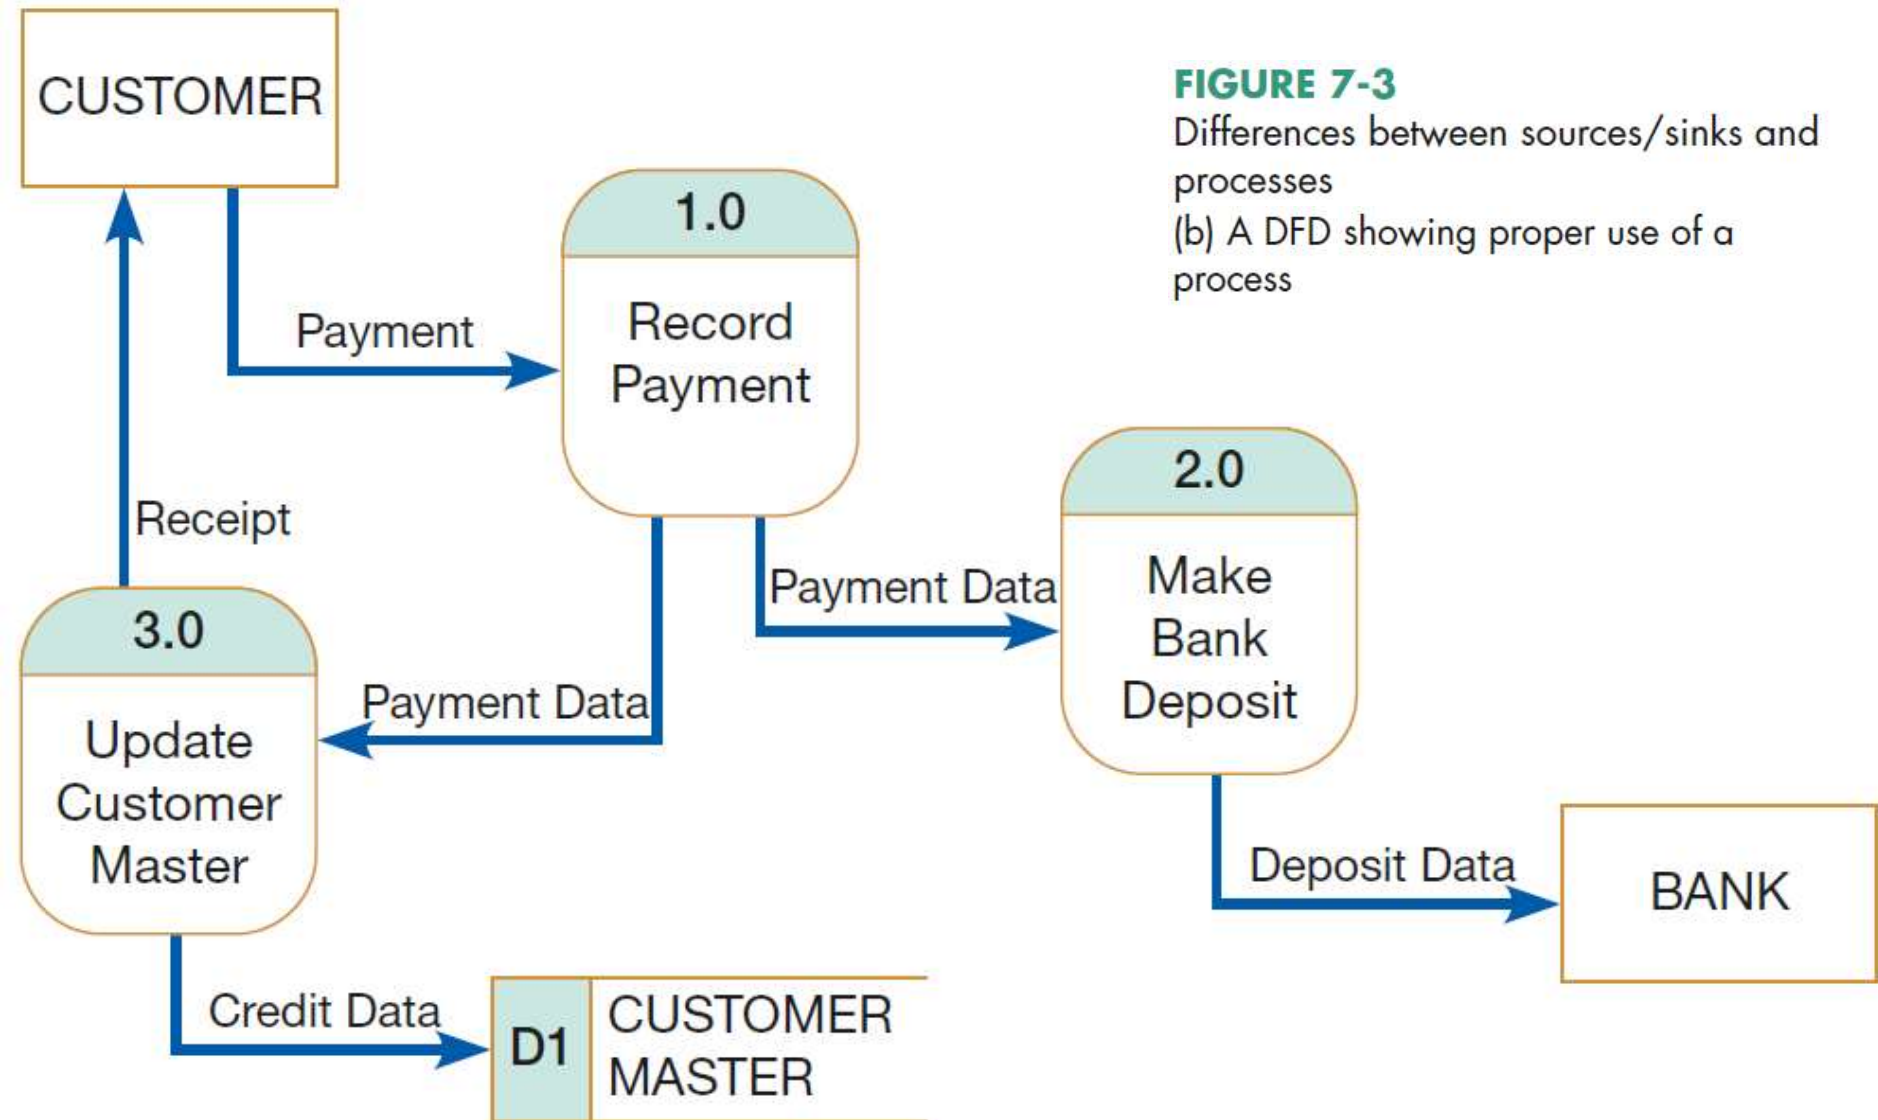 CUSTOMER
FIGURE 7-3
Differences between sources/sinks and
processes
(b) A DFD showing proper use of a
process
1.0
Record
Payment
Payment
Receipt
2.0
Make
Bank
Deposit
Payment Data
3.0
Update
Customer
Master
Payment Data
Deposit Data
BANK
Credit Data
D1
CUSTOMER
MASTER